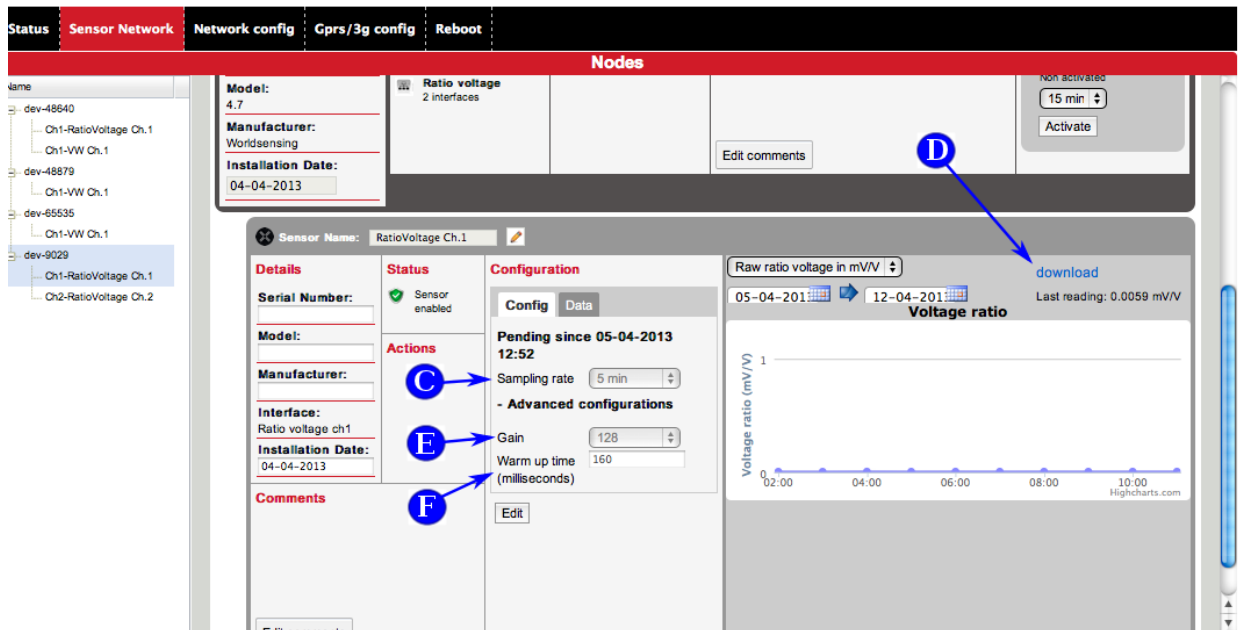 Status Sensor Network Network config Gprs/3g config Reboot
Nodes
Name
dev-48640
Ch1-RatioVoltage Ch.1
Ch1-VW Ch.1
dev-48879
Ch1-VW Ch.1
dev-65535
Ch1-VW Ch.1
dev-9029
Ch1-RatioVoltage Ch.1
Ch2-RatioVoltage Ch.2
Model:
4.7
Manufacturer:
Worldsensing
Installation Date:
04-04-2013
Ratio voltage
2 interfaces
Edit comments
Non activated
15 min
Activate
D
Sensor Name: RatioVoltage Ch.1
Details
Serial Number:
Model:
Manufacturer:
Interface:
Ratio voltage ch1
Installation Date:
04-04-2013
Comments
Status
Sensor
enabled
Actions
C
E
F
Configuration
Config Data
Pending since 05-04-2013
12:52
Sampling rate 5 min
- Advanced configurations
Gain 128
Warm up time 160
(milliseconds)
Edit
Raw ratio voltage in mV/V
download
05-04-201 12-04-201
Last reading: 0.0059 mV/V
Voltage ratio
Voltage ratio (mV/V)
1
0
02:00 04:00 06:00 08:00 10:00
Highcharts.com